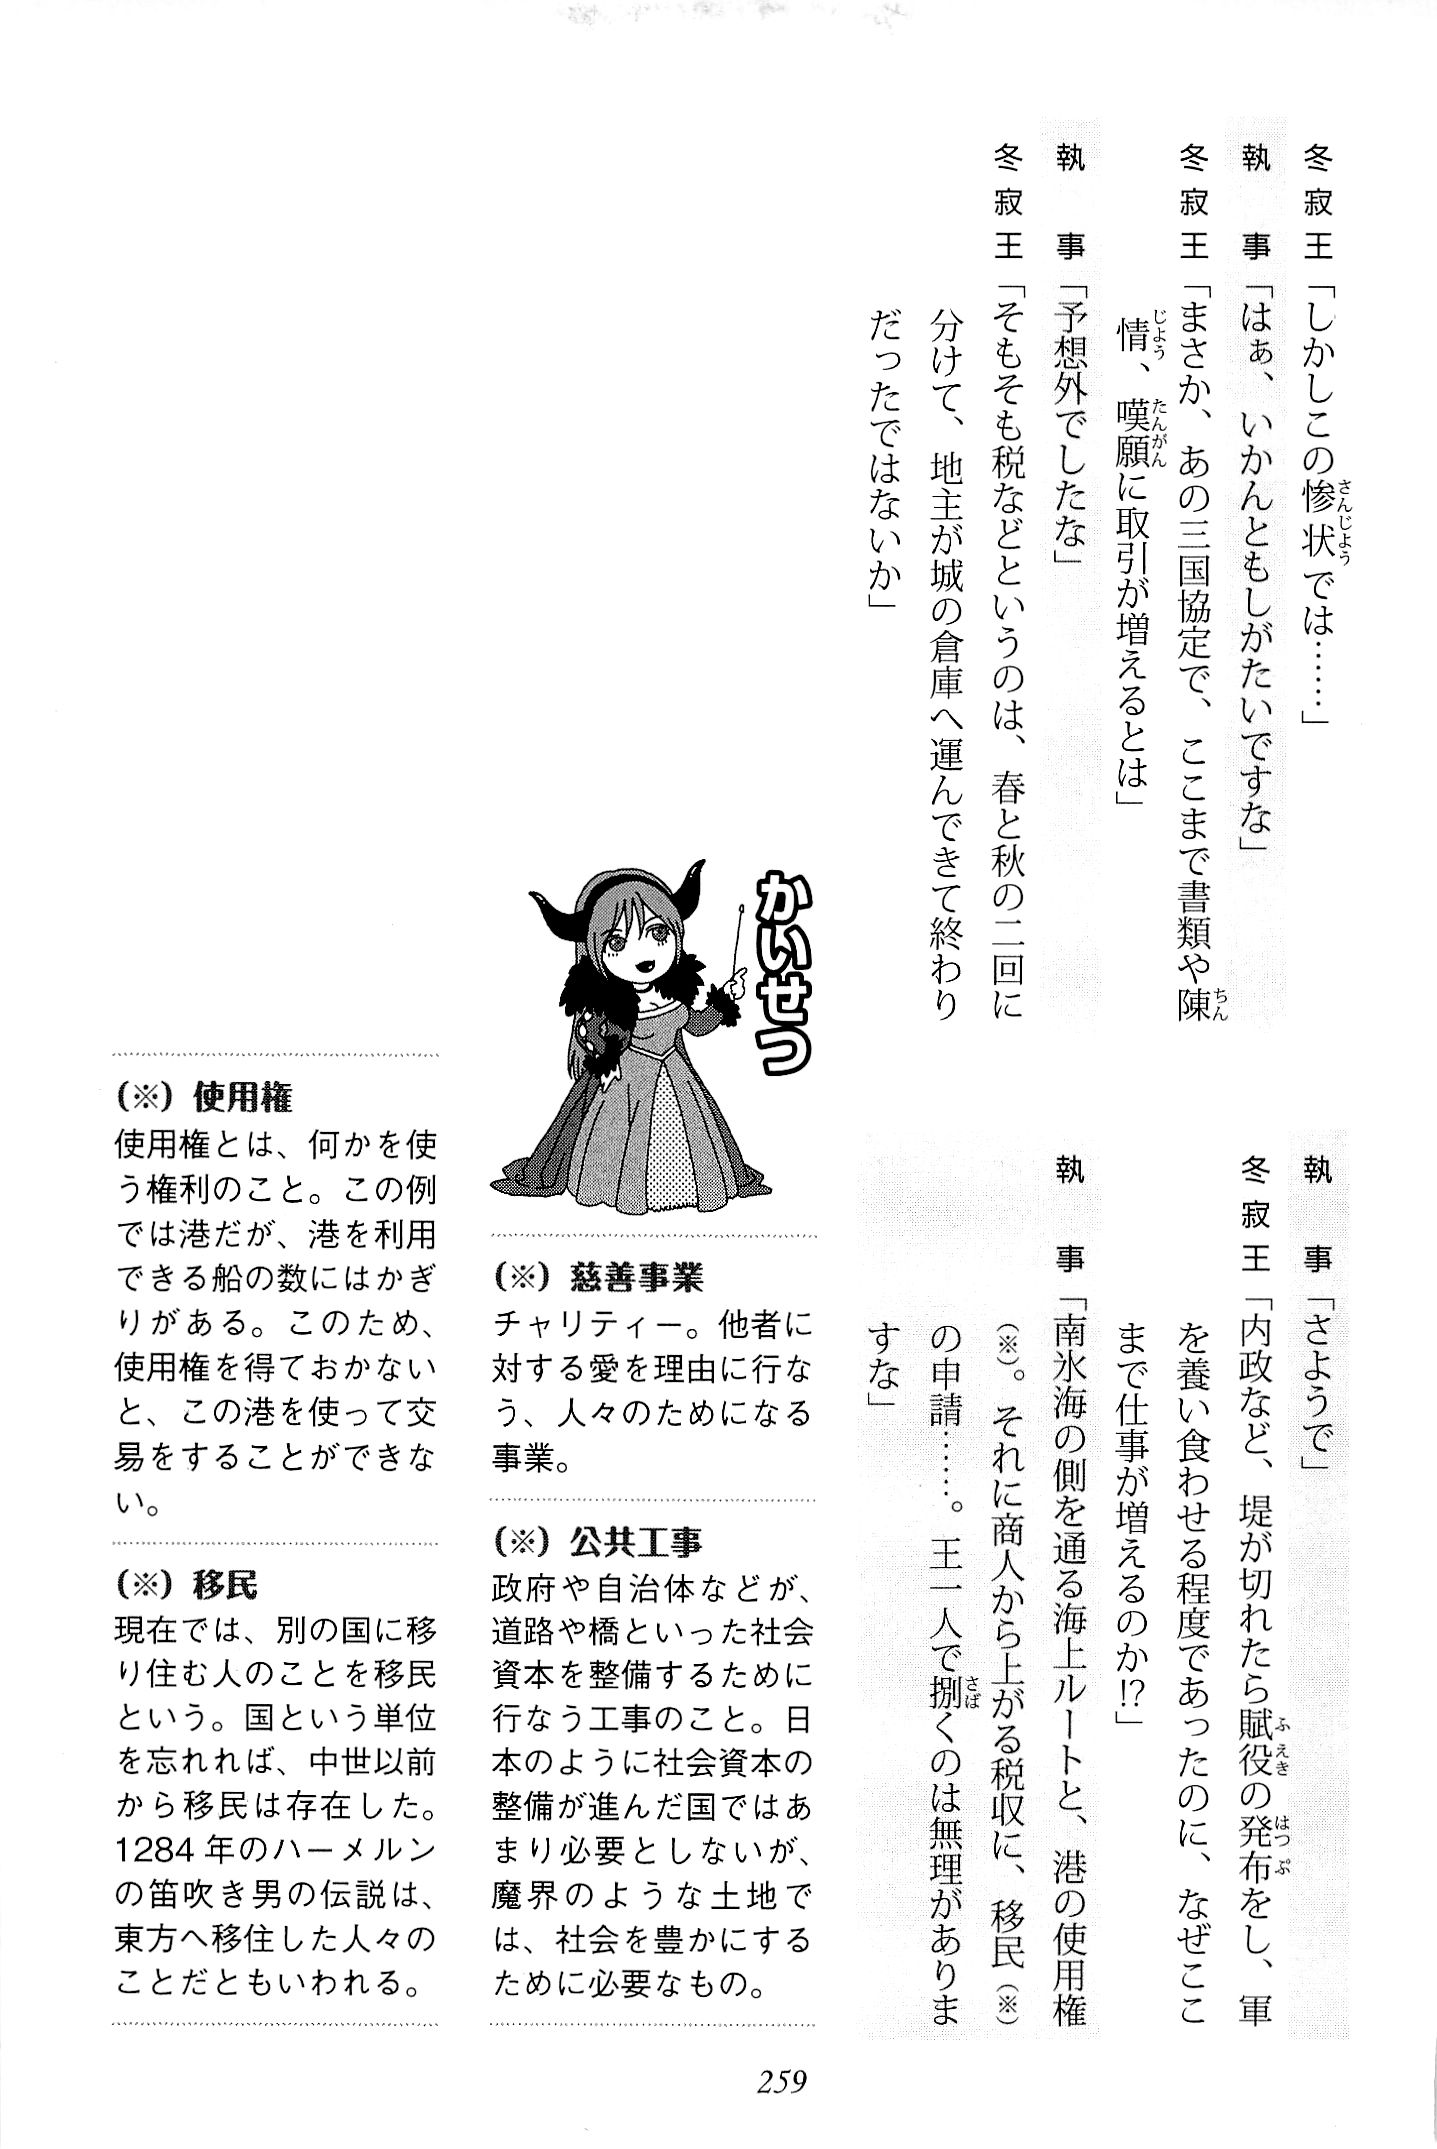 冬寂王「しかしこの惨状では……」
執　事「はぁ、いかんともしがたいですな」
冬寂王「まさか、あの三国協定で、ここまで書類や陳
情、嘆願に取引が増えるとは」
執　事「予想外でしたな」
冬寂王「そもそも税などというのは、春と秋の二回に
分けて、地主が城の倉庫へ運んできて終わり
だったではないか」
執　事「さようで」
冬寂王「内政など、堤が切れたら賦役の発布をし、軍
を養い食わせる程度であったのに、なぜここ
まで仕事が増えるのか!?」
執　事「南氷海の側を通る海上ルートと、港の使用権
（※）。それに商人から上がる税収に、移民（※）
の申請……。王一人で捌くのは無理がありま
すな」
かいせつ
（※）慈善事業
チャリティー。他者に
対する愛を理由に行な
う、人々のためになる
事業。
（※）公共工事
政府や自治体などが、
道路や橋といった社会
資本を整備するために
行なう工事のこと。日
本のように社会資本の
整備が進んだ国ではあ
まり必要としないが、
魔界のような土地で
は、社会を豊かにする
ために必要なもの。
（※）使用権
使用権とは、何かを使
う権利のこと。この例
では港だが、港を利用
できる船の数にはかぎ
りがある。このため、
使用権を得ておかない
と、この港を使って交
易をすることができな
い。
（※）移民
現在では、別の国に移
り住む人のことを移民
という。国という単位
を忘れれば、中世以前
から移民は存在した。
1284年のハーメルン
の笛吹き男の伝説は、
東方へ移住した人々の
ことだともいわれる。
259